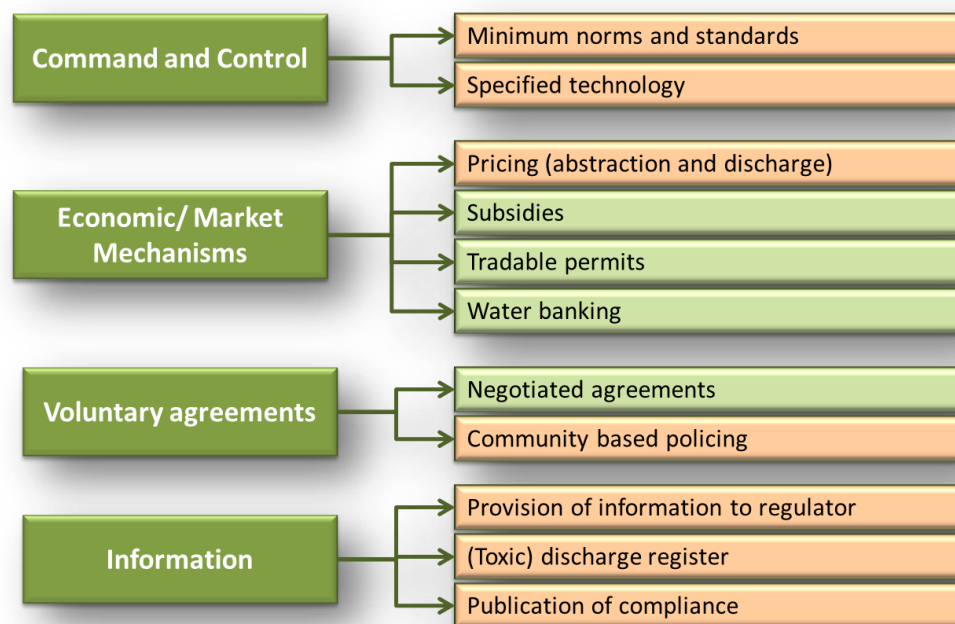 Command and Control
Minimum norms and standards
Specified technology
Economic/ Market
Mechanisms
Pricing (abstraction and discharge)
Subsidies
Tradable permits
Water banking
Voluntary agreements
Negotiated agreements
Community based policing
Information
Provision of information to regulator
(Toxic) discharge register
Publication of compliance